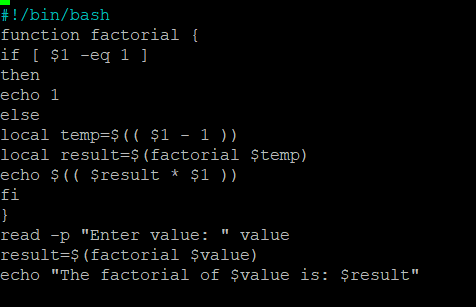 #!/bin/bash
function factorial {
if [ $1 -eq 1 ]
then
echo 1
else
local temp=$(( $1 - 1 ))
local result=$(factorial $temp)
echo $(( $result * $1 ))
fi
}
read -p "Enter value: " value
result=$(factorial $value)
echo "The factorial of $value is: $result"